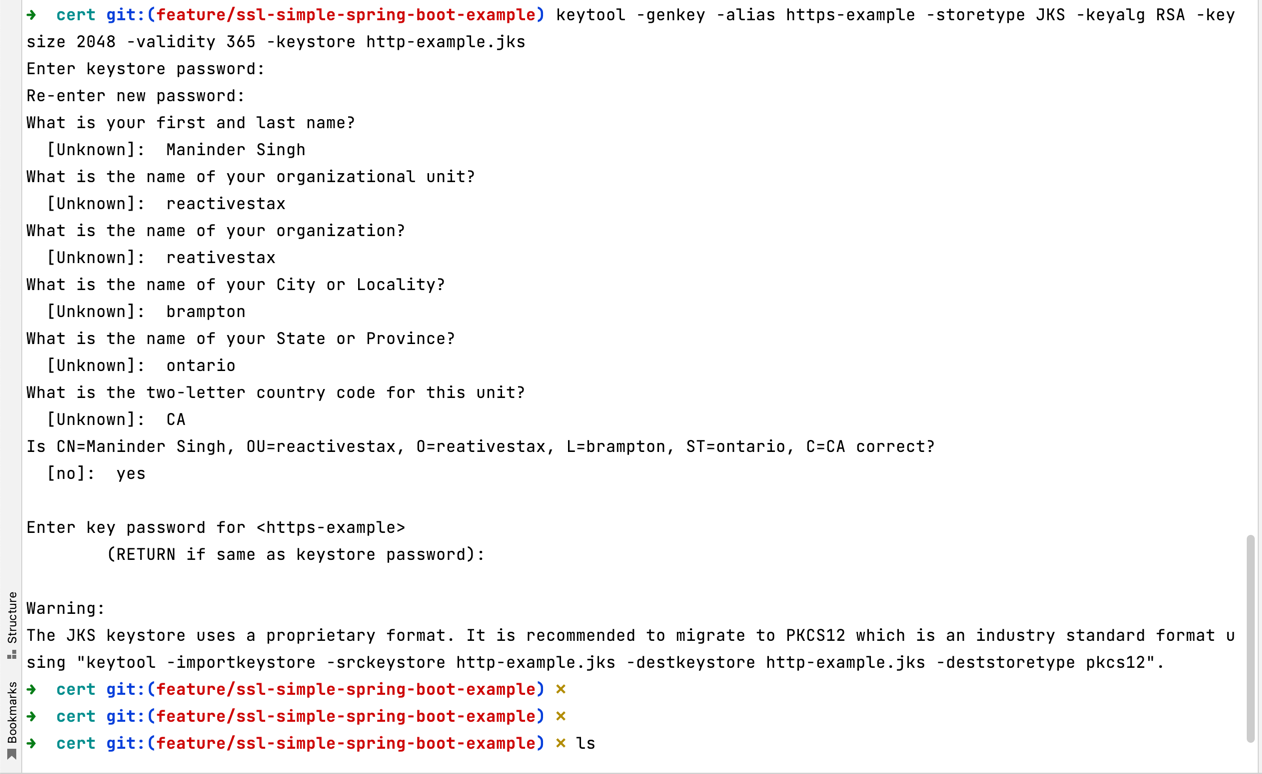 ➜  cert git:(feature/ssl-simple-spring-boot-example) keytool -genkey -alias https-example -storetype JKS -keyalg RSA -key
size 2048 -validity 365 -keystore http-example.jks
Enter keystore password:
Re-enter new password:
What is your first and last name?
  [Unknown]:  Maninder Singh
What is the name of your organizational unit?
  [Unknown]:  reactivestax
What is the name of your organization?
  [Unknown]:  reativestax
What is the name of your City or Locality?
  [Unknown]:  brampton
What is the name of your State or Province?
  [Unknown]:  ontario
What is the two-letter country code for this unit?
  [Unknown]:  CA
Is CN=Maninder Singh, OU=reactivestax, O=reativestax, L=brampton, ST=ontario, C=CA correct?
  [no]:  yes

Enter key password for <https-example>
        (RETURN if same as keystore password):

Warning:
The JKS keystore uses a proprietary format. It is recommended to migrate to PKCS12 which is an industry standard format u
sing "keytool -importkeystore -srckeystore http-example.jks -destkeystore http-example.jks -deststoretype pkcs12".
➜  cert git:(feature/ssl-simple-spring-boot-example) ✗
➜  cert git:(feature/ssl-simple-spring-boot-example) ✗
➜  cert git:(feature/ssl-simple-spring-boot-example) ✗ ls
Structure
Bookmarks